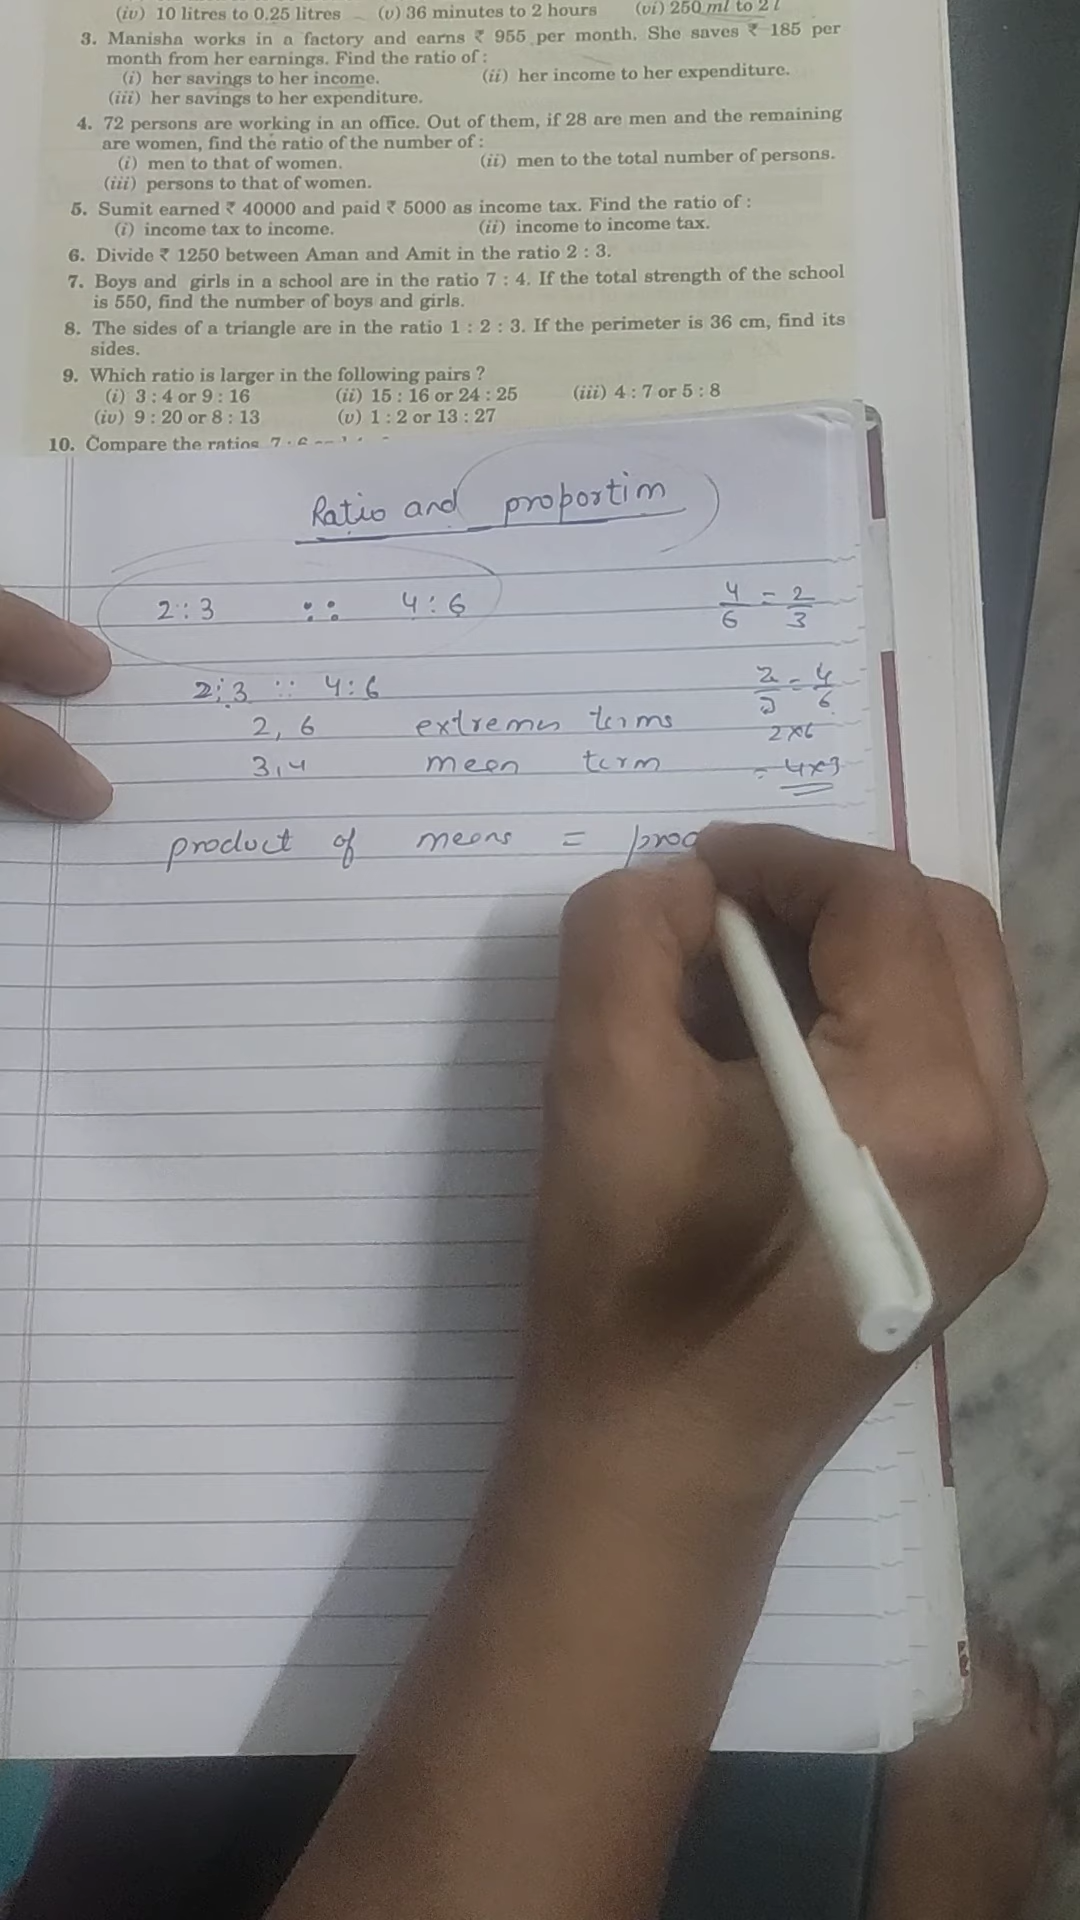 (iv) 10 litres to 0.25 litres (v) 36 minutes to 2 hours (vi) 250 ml to 2 l
3. Manisha works in a factory and earns ₹ 955 per month. She saves ₹ 185 per
month from her earnings. Find the ratio of :
(i) her savings to her income. (ii) her income to her expenditure.
(iii) her savings to her expenditure.
4. 72 persons are working in an office. Out of them, if 28 are men and the remaining
are women, find the ratio of the number of :
(i) men to that of women. (ii) men to the total number of persons.
(iii) persons to that of women.
5. Sumit earned ₹ 40000 and paid ₹ 5000 as income tax. Find the ratio of :
(i) income tax to income. (ii) income to income tax.
6. Divide ₹ 1250 between Aman and Amit in the ratio 2 : 3.
7. Boys and girls in a school are in the ratio 7 : 4. If the total strength of the school
is 550, find the number of boys and girls.
8. The sides of a triangle are in the ratio 1 : 2 : 3. If the perimeter is 36 cm, find its
sides.
9. Which ratio is larger in the following pairs ?
(i) 3 : 4 or 9 : 16 (ii) 15 : 16 or 24 : 25 (iii) 4 : 7 or 5 : 8
(iv) 9 : 20 or 8 : 13 (v) 1 : 2 or 13 : 27
10. Compare the ratios 7 : 6
Ratio and proportion
2 : 3 :: 4 : 6 4/6 = 2/3
2 : 3 :: 4 : 6 2/3 = 4/6
2, 6 extremes terms 2×6
3, 4 mean term = 4×3
product of means = proc